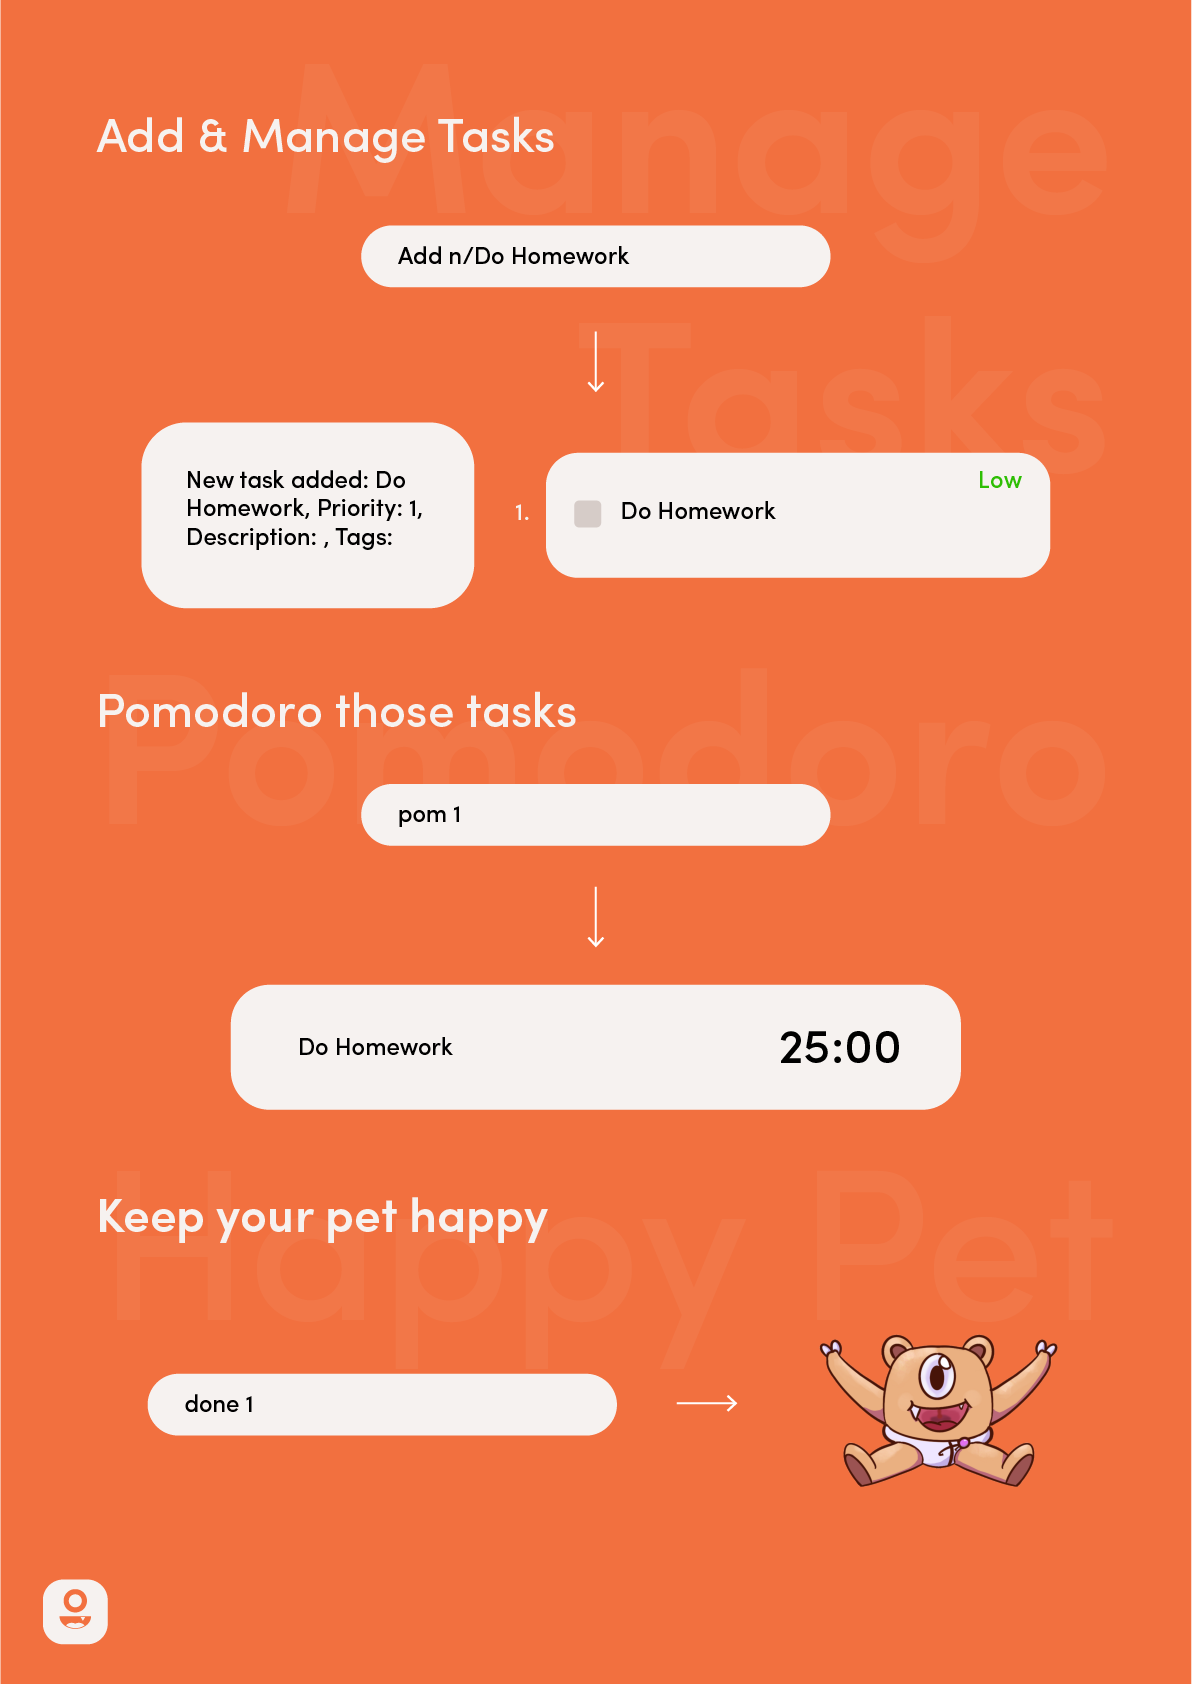 Manage
Add & Manage Tasks
Add n/Do Homework
Tasks
New task added: Do
Homework, Priority: 1,
Description: , Tags:
1.
Low
Do Homework
Pomodoro
Pomodoro those tasks
pom 1
Do Homework
25:00
Happy Pet
Keep your pet happy
done 1